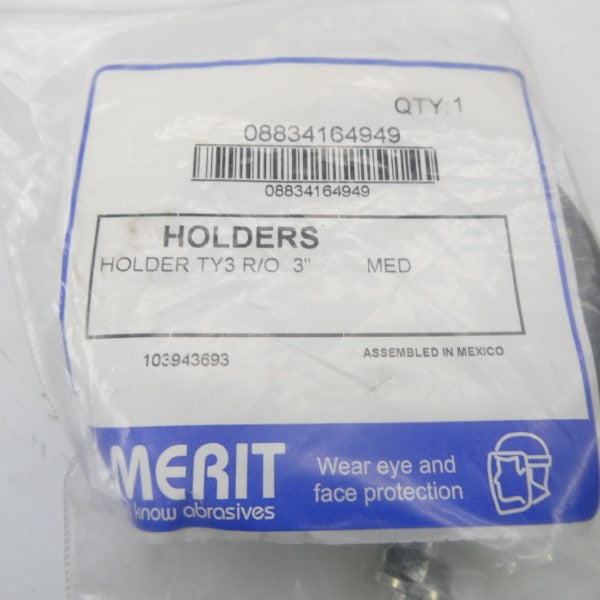 QTY:1
08834164949
08834164949
HOLDERS
HOLDER TY3 R/O 3" MED
103943693 ASSEMBLED IN MEXICO
MERIT
know abrasives
Wear eye and
face protection